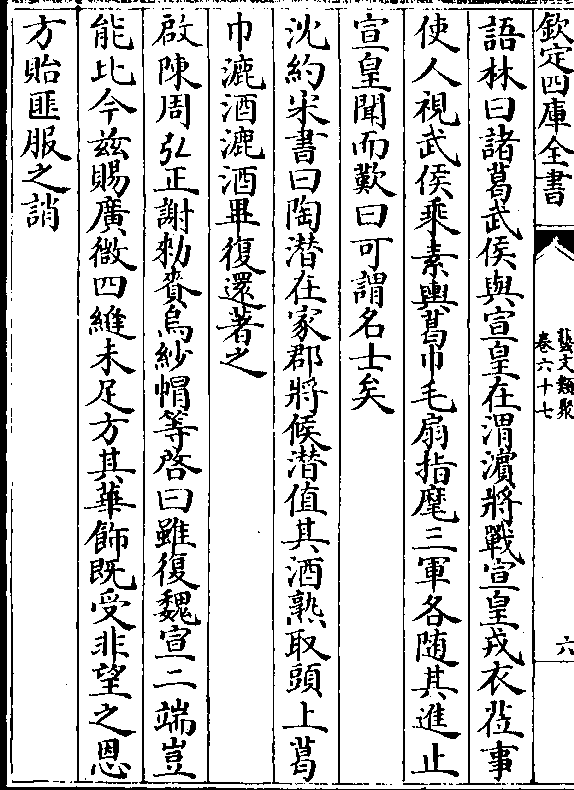 欽定四庫全書
藝文類聚
卷六十七
六
語林曰諸葛武侯與宣皇在渭濵將戰宣皇戎衣蒞事
使人視武侯乘素輿葛巾毛扇指麾三軍各随其進止
宣皇聞而歎曰可謂名士矣
沈約宋書曰陶潜在家郡將候潜值其酒熟取頭上葛
巾漉酒漉酒畢復還著之
啟陳周弘正謝勑賚烏紗帽等啓曰雖復魏宣二端豈
能比今兹賜廣徴四維未足方其華飾既受非望之恩
方貽匪服之誚